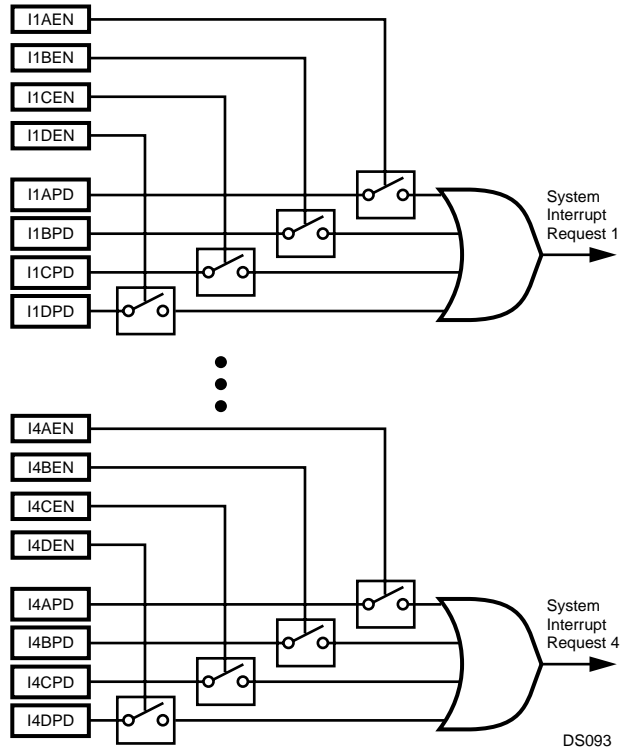 I1AEN
I1BEN
I1CEN
I1DEN
I1APD
I1BPD
I1CPD
I1DPD
System
Interrupt
Request 1
I4AEN
I4BEN
I4CEN
I4DEN
I4APD
I4BPD
I4CPD
I4DPD
System
Interrupt
Request 4
DS093